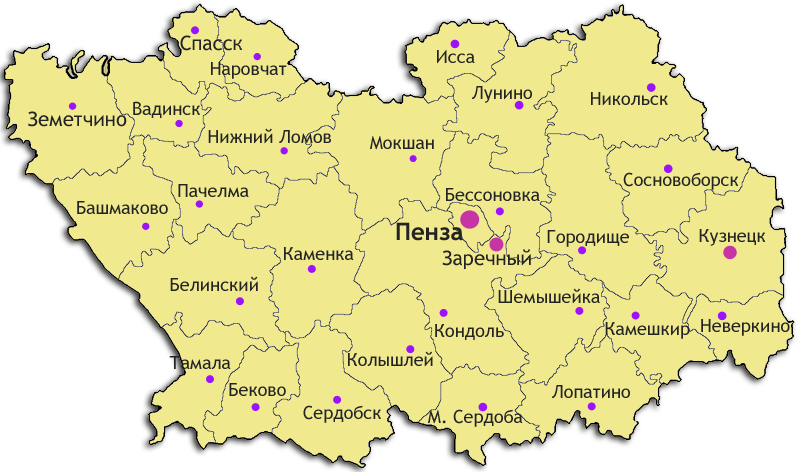 Спасск
Наровчат
Исса
Земетчино
Вадинск
Лунино
Никольск
Нижний Ломов
Мокшан
Пачелма
Бессоновка
Сосновоборск
Башмаково
Пенза
Городище
Кузнецк
Каменка
Заречный
Белинский
Шемышейка
Кондоль
Камешкир
Неверкино
Тамала
Колышлей
Беково
Сердобск
М. Сердоба
Лопатино